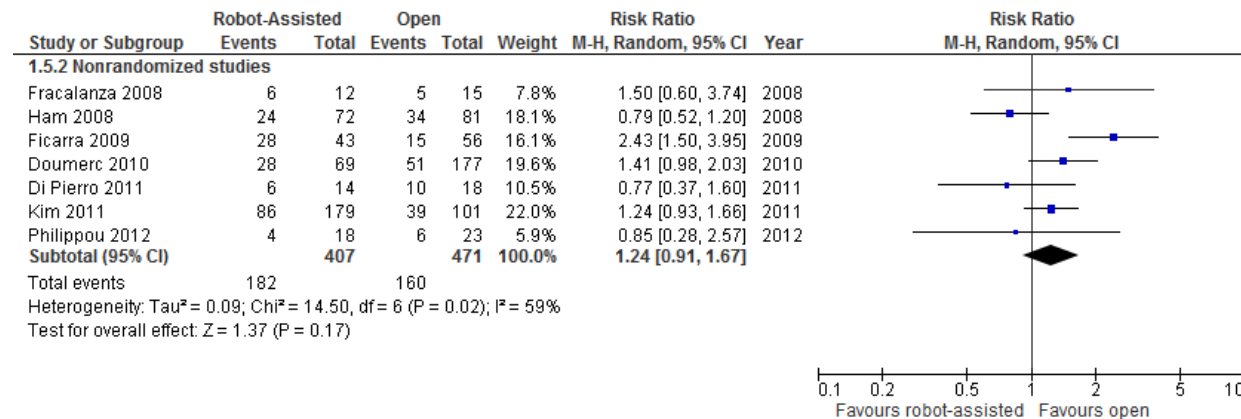 Robot-Assisted Open Risk Ratio Risk Ratio
Study or Subgroup Events Total Events Total Weight M-H, Random, 95% CI Year M-H, Random, 95% CI
1.5.2 Nonrandomized studies
Fracalanza 2008 6 12 5 15 7.8% 1.50 [0.60, 3.74] 2008
Ham 2008 24 72 34 81 18.1% 0.79 [0.52, 1.20] 2008
Ficarra 2009 28 43 15 56 16.1% 2.43 [1.50, 3.95] 2009
Doumerc 2010 28 69 51 177 19.6% 1.41 [0.98, 2.03] 2010
Di Pierro 2011 6 14 10 18 10.5% 0.77 [0.37, 1.60] 2011
Kim 2011 86 179 39 101 22.0% 1.24 [0.93, 1.66] 2011
Philippou 2012 4 18 6 23 5.9% 0.85 [0.28, 2.57] 2012
Subtotal (95% CI) 407 471 100.0% 1.24 [0.91, 1.67]
Total events 182 160
Heterogeneity: Tau² = 0.09; Chi² = 14.50, df = 6 (P = 0.02); I² = 59%
Test for overall effect: Z = 1.37 (P = 0.17)
0.1 0.2 0.5 1 2 5 10
Favours robot-assisted Favours open